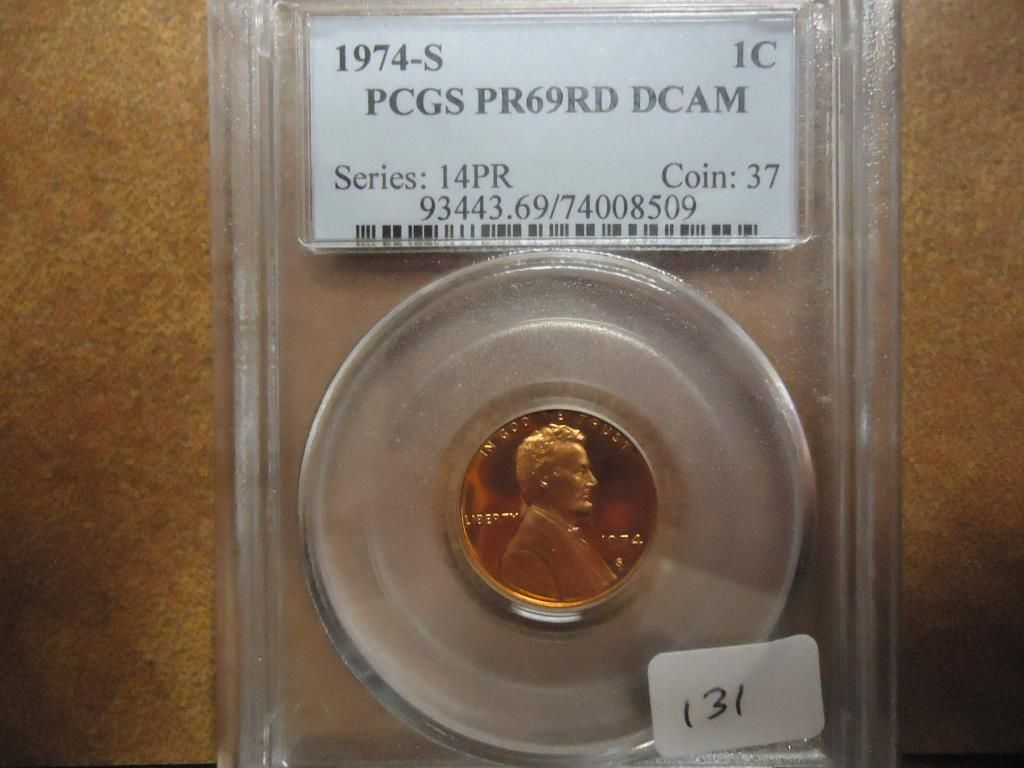 1974-S 1C
PCGS PR69RD DCAM
Series: 14PR Coin: 37
93443.69/74008509
IN GOD WE TRUST
LIBERTY
1974
S
131